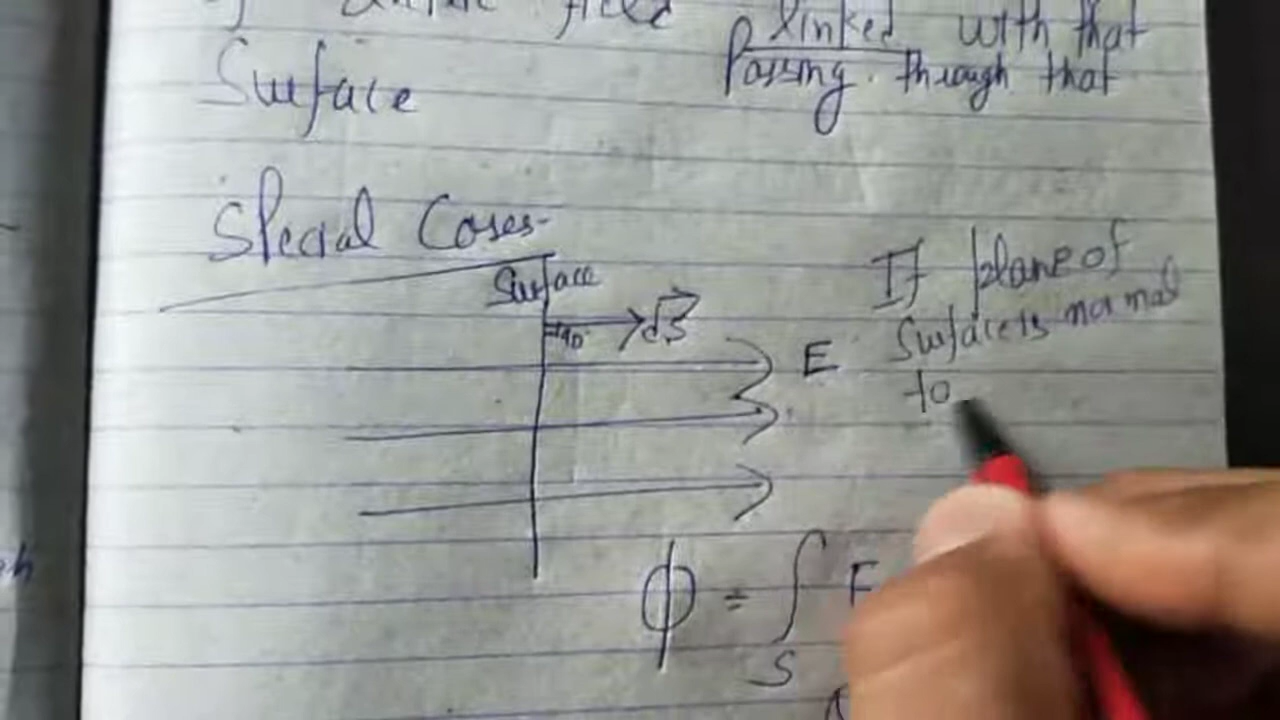 field linked with that
Surface Passing through that
Special Cases-
Surface
90° dS
If plane of
Surface is normal
E
to
ϕ = ∫ E
S